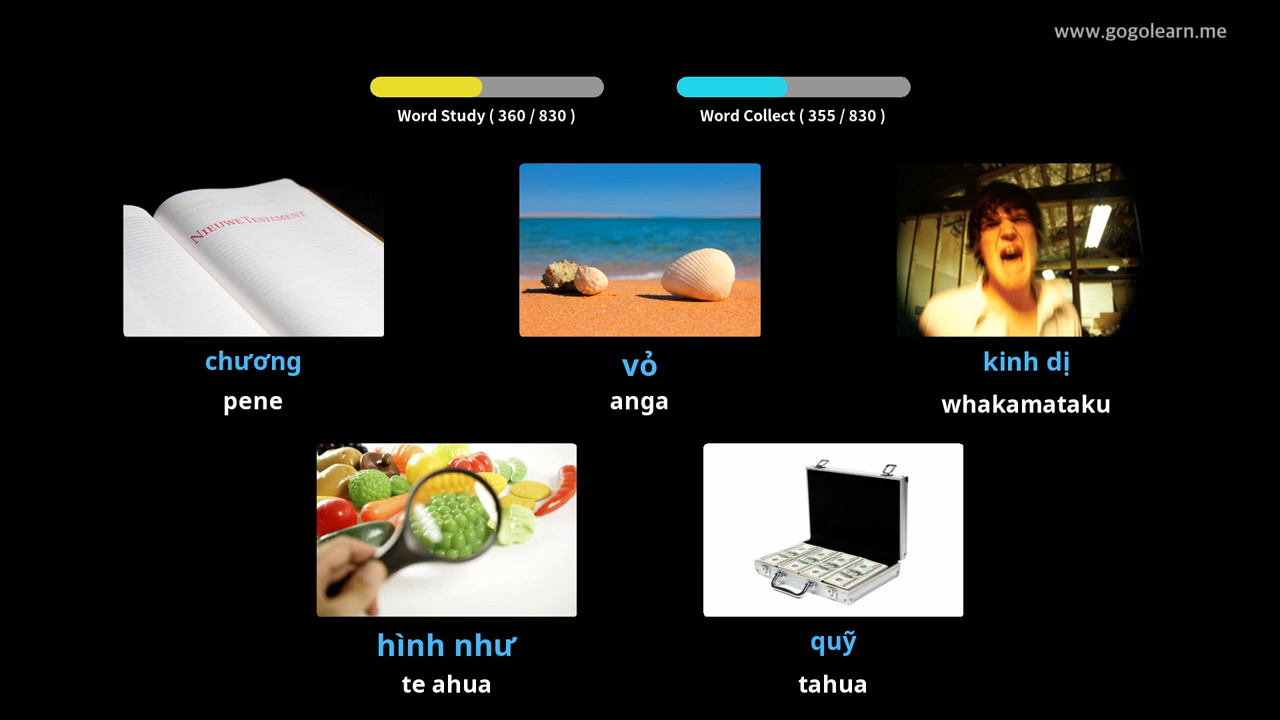 www.gogolearn.me
Word Study ( 360 / 830 )
Word Collect ( 355 / 830 )
NIEUWE TESTAMENT
chương
pene
vỏ
anga
kinh dị
whakamataku
hình như
te ahua
quỹ
tahua